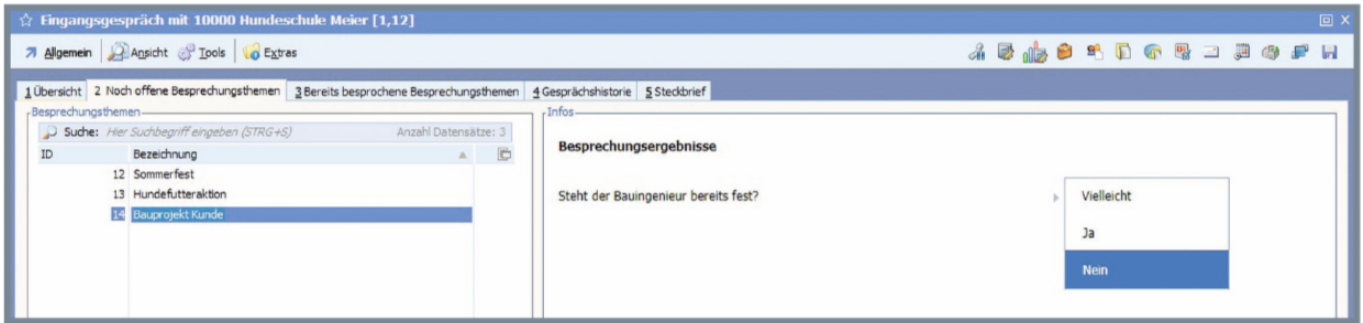 Eingangsgespräch mit 10000 Hundeschule Meier [1,12]
Allgemein Ansicht Tools Extras
1 Übersicht 2 Noch offene Besprechungsthemen 3 Bereits besprochene Besprechungsthemen 4 Gesprächshistorie 5 Steckbrief
Besprechungsthemen
Suche: Hier Suchbegriff eingeben (STRG+S) Anzahl Datensätze: 3
ID Bezeichnung
12 Sommerfest
13 Hundefutteraktion
14 Bauprojekt Kunde
Infos
Besprechungsergebnisse
Steht der Bauingenieur bereits fest?
Vielleicht
Ja
Nein